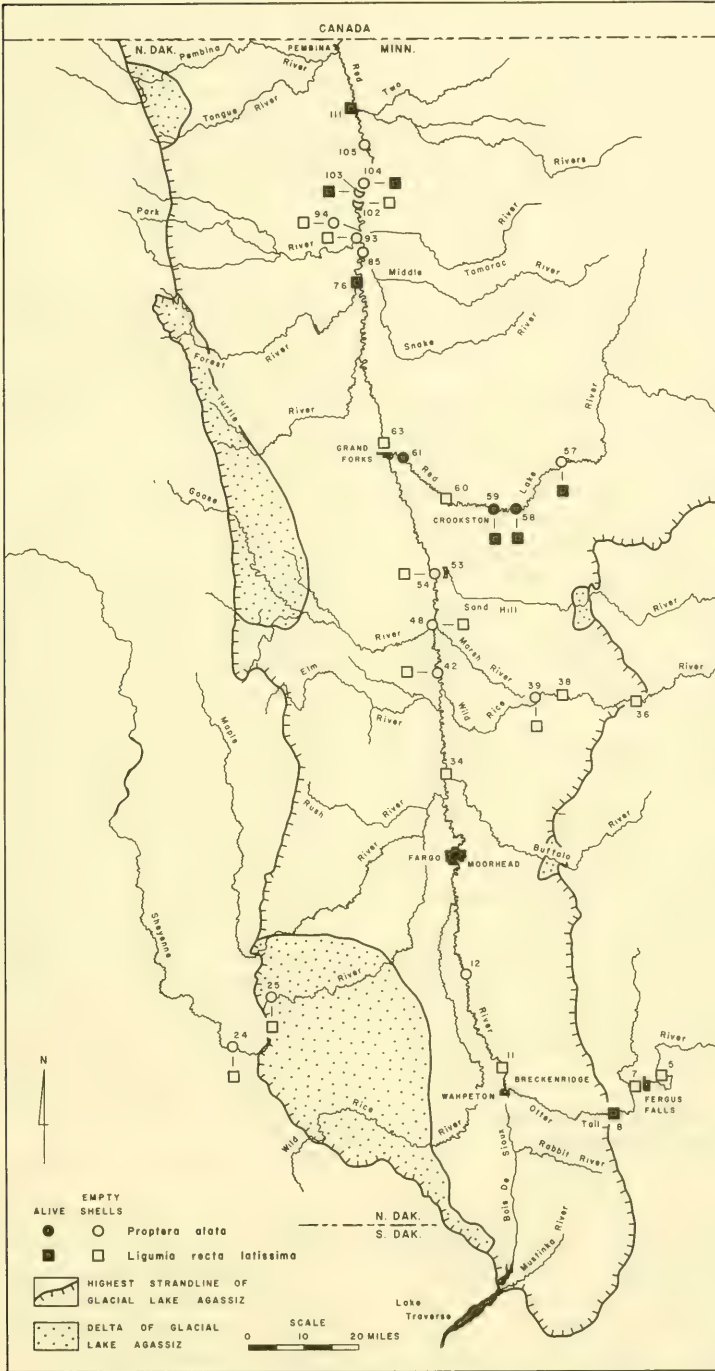 CANADA
N. DAK.
PEMBINA
MINN.
Pembina
River
Red
Two
Tongue River
111
Rivers
105
104
103
102
94
Park
93
River
River
85
Middle
Tamarac
River
76
Snake
River
Forest
River
Turtle
River
River
63
GRAND
FORKS
61
57
Red
Lake
60
59
58
CROOKSTON
Goose
53
54
Sand Hill
River
48
River
Marsh
River
Elm
River
42
Wild
Rice
39
38
36
River
Maple
34
Rush
River
River
Buffalo
River
FARGO
MOORHEAD
Sheyenne
12
25
River
River
24
11
BRECKENRIDGE
River
5
7
N
WAHPETON
FERGUS
FALLS
Otter
Tail
8
Wild
Rice
River
Bois De Sioux
Rabbit River
EMPTY
ALIVE SHELLS
Proptera alata
Ligumia recta latissima
N. DAK.
S. DAK.
Mustinka River
HIGHEST STRANDLINE OF
GLACIAL LAKE AGASSIZ
Lake
Traverse
DELTA OF GLACIAL
LAKE AGASSIZ
SCALE
0 10 20 MILES